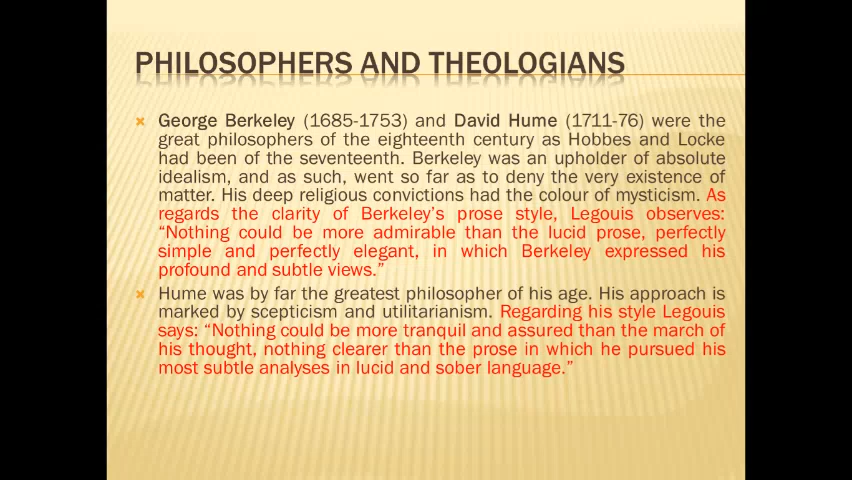 PHILOSOPHERS AND THEOLOGIANS
George Berkeley (1685-1753) and David Hume (1711-76) were the
great philosophers of the eighteenth century as Hobbes and Locke
had been of the seventeenth. Berkeley was an upholder of absolute
idealism, and as such, went so far as to deny the very existence of
matter. His deep religious convictions had the colour of mysticism. As
regards the clarity of Berkeley's prose style, Legouis observes:
“Nothing could be more admirable than the lucid prose, perfectly
simple and perfectly elegant, in which Berkeley expressed his
profound and subtle views.”
Hume was by far the greatest philosopher of his age. His approach is
marked by scepticism and utilitarianism. Regarding his style Legouis
says: “Nothing could be more tranquil and assured than the march of
his thought, nothing clearer than the prose in which he pursued his
most subtle analyses in lucid and sober language.”